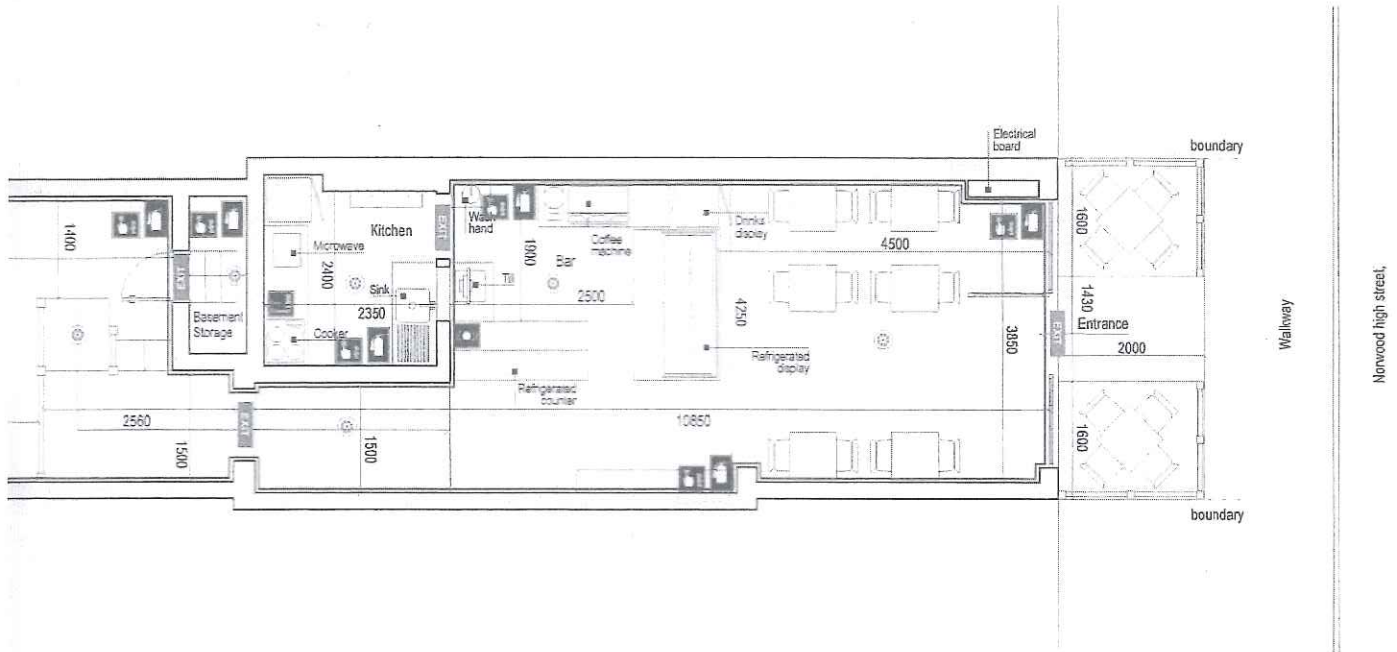 Electrical
board
boundary
Kitchen
Wash
hand
EXIT
Microwave
Coffee
machine
Drinks
display
1400
2400
1900
Bar
4500
1600
EXIT
Sink
Till
2500
Basement
Storage
2350
4250
1430
Entrance
EXIT
Cooker
3850
2000
Walkway
Norwood high street,
Refrigerated
display
Refrigerated
counter
2560
EXIT
10850
1500
1500
1600
boundary